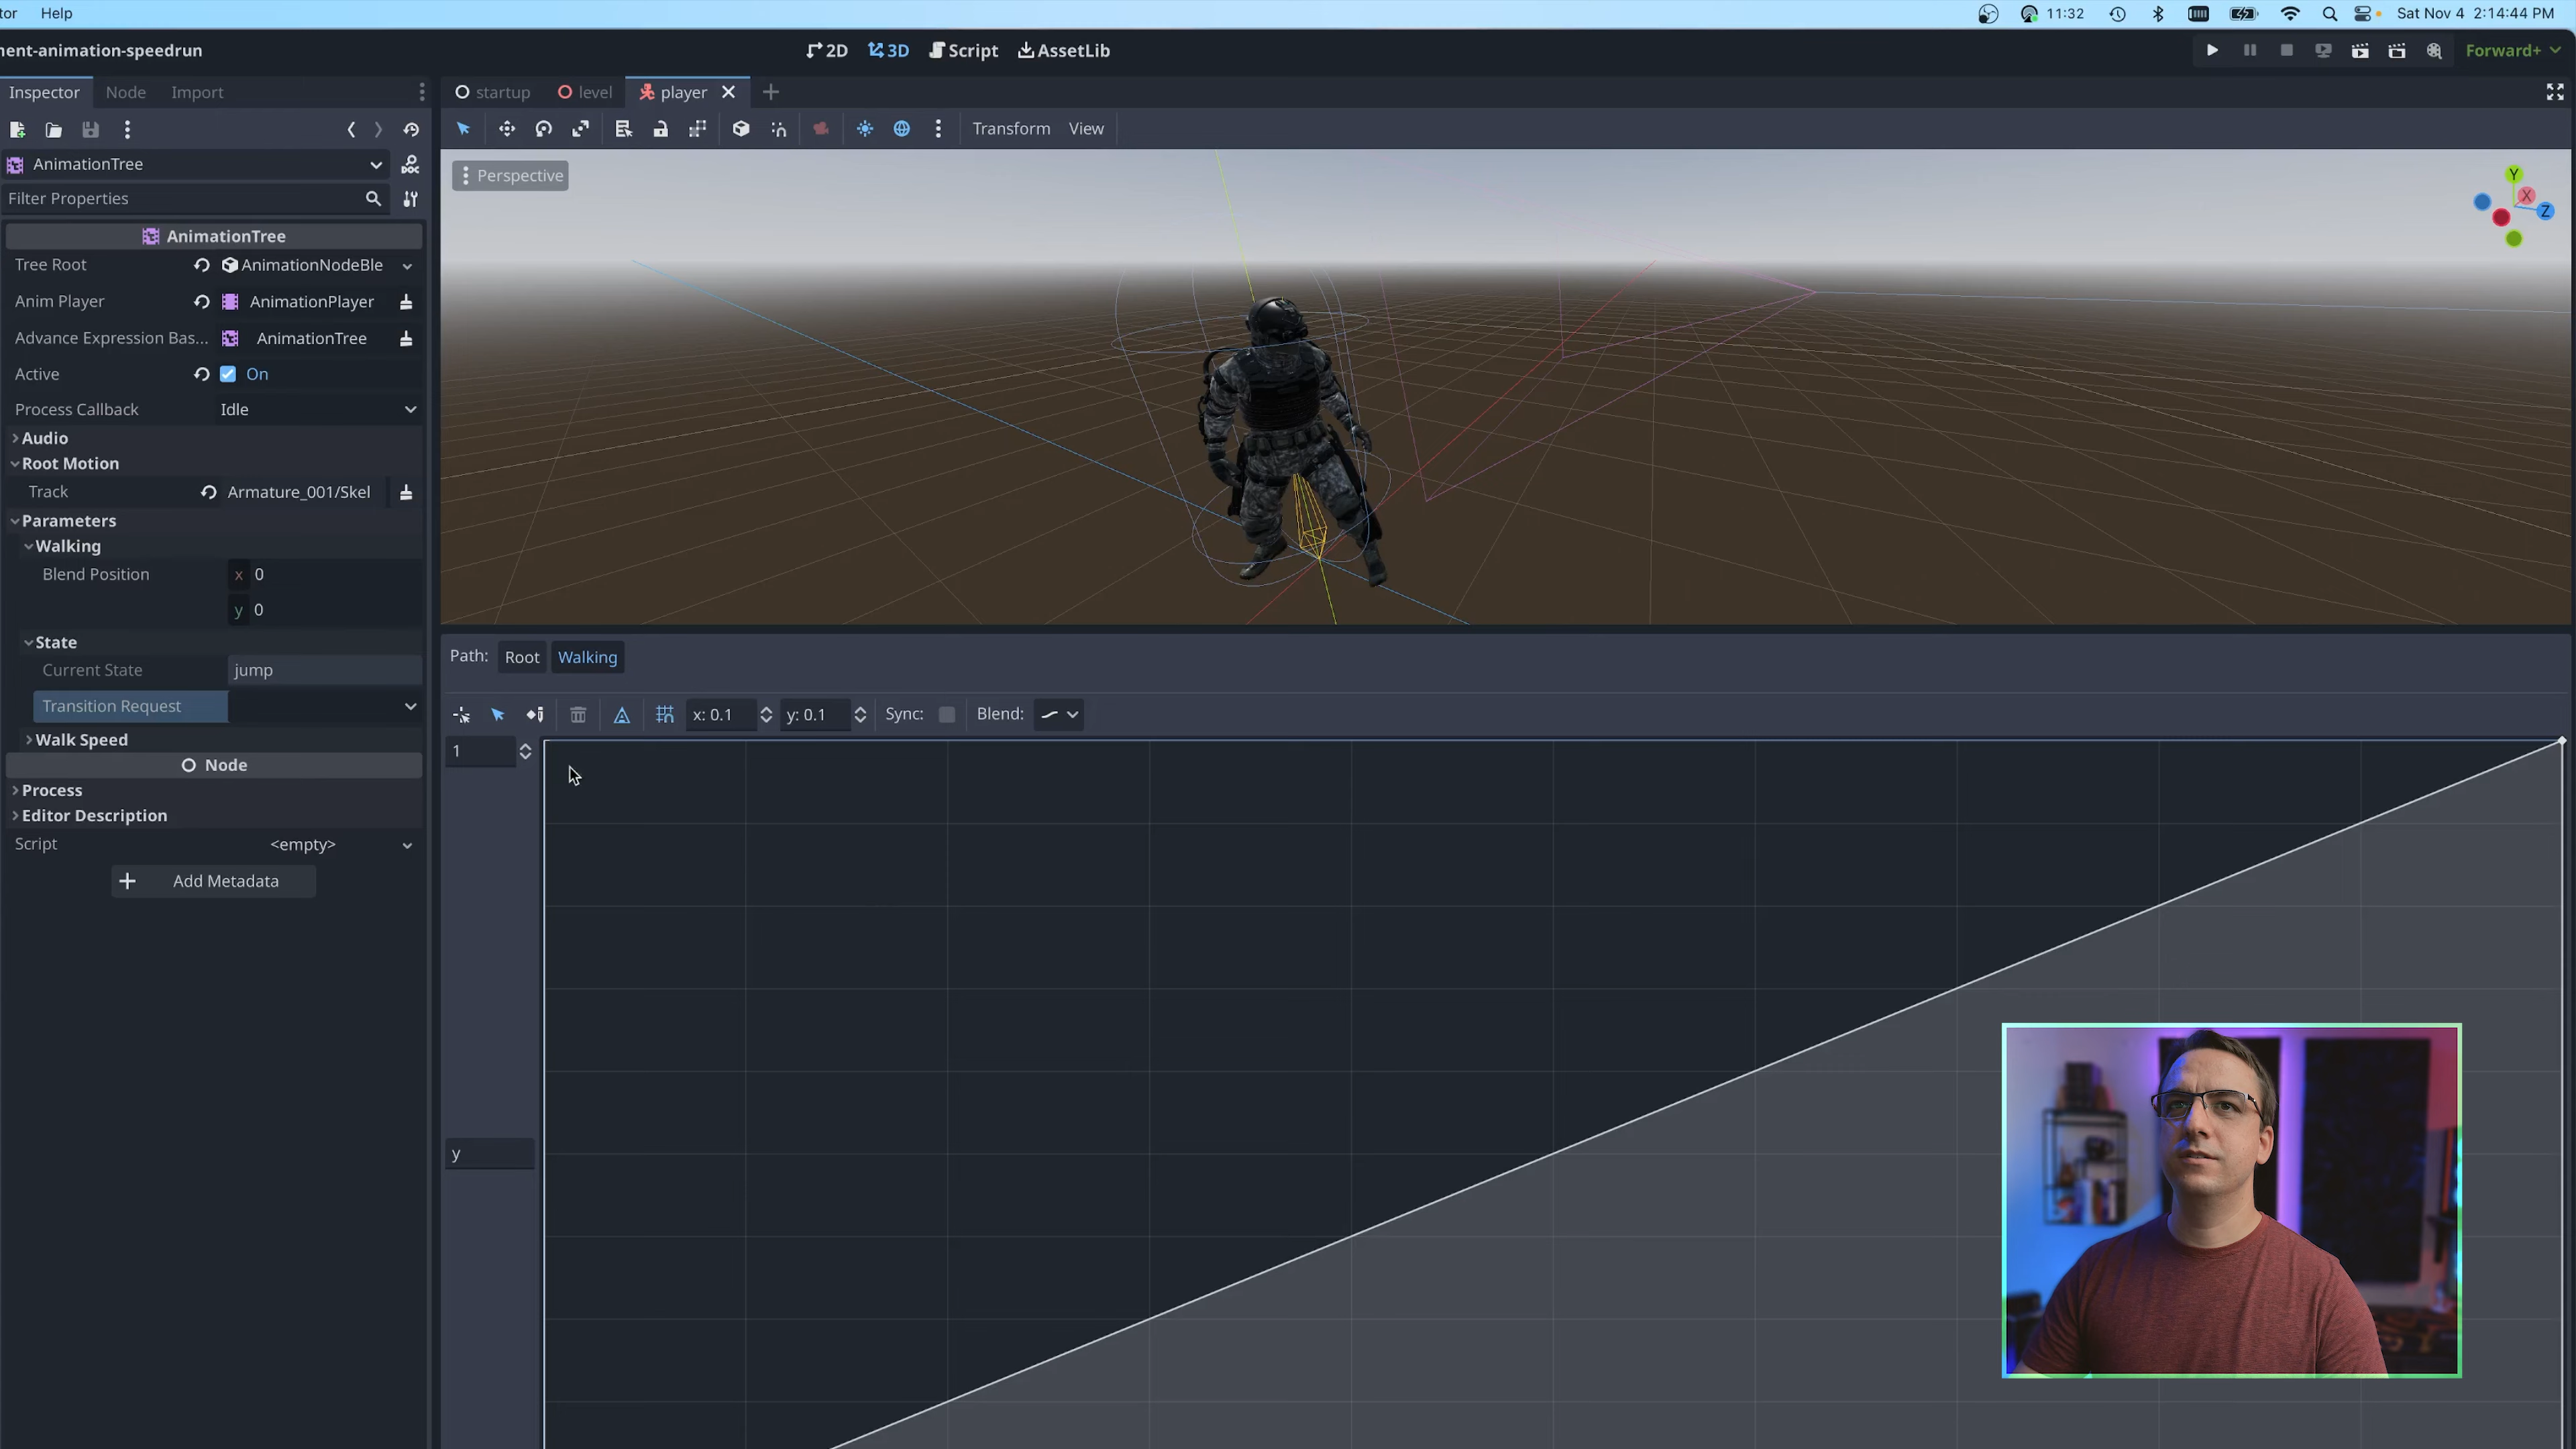 tor Help 11:32 Sat Nov 4 2:14:44 PM
nent-animation-speedrun 2D 3D Script AssetLib Forward+
Inspector Node Import startup level player
Transform View
AnimationTree
Perspective
Filter Properties
AnimationTree
Tree Root AnimationNodeBle
Anim Player AnimationPlayer
Advance Expression Bas... AnimationTree
Active On
Process Callback Idle
Audio
Root Motion
Track Armature_001/Skel
Parameters
Walking
Blend Position x 0
y 0
State
Current State jump
Transition Request
Walk Speed
Node
Process
Editor Description
Script <empty>
Add Metadata
Y
X
Z
Path: Root Walking
x: 0.1 y: 0.1 Sync: Blend:
1
y